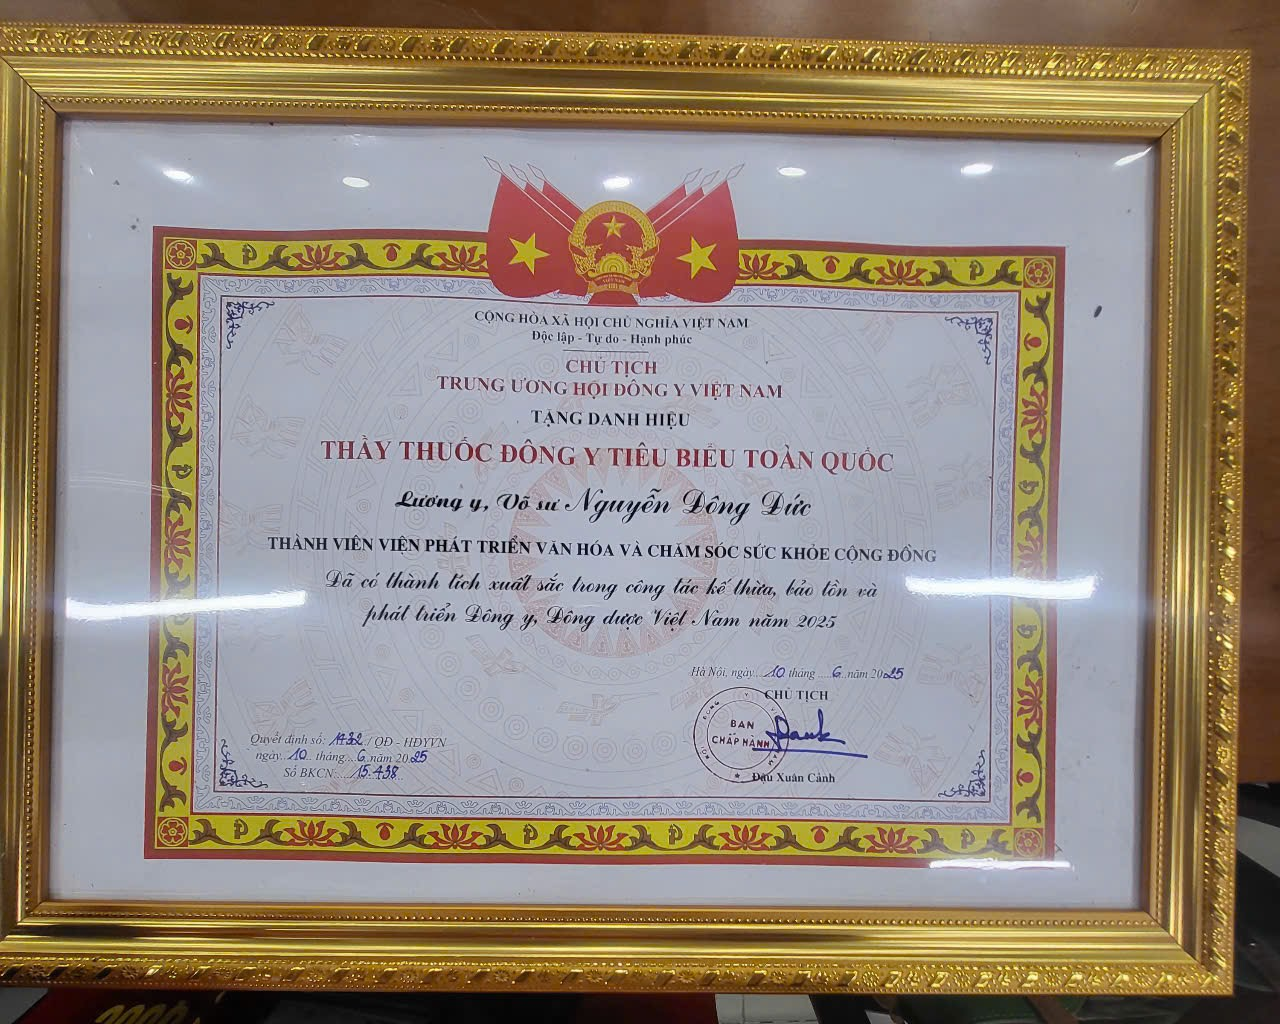 CỘNG HÒA XÃ HỘI CHỦ NGHĨA VIỆT NAM
Độc lập - Tự do - Hạnh phúc
CHỦ TỊCH
TRUNG ƯƠNG HỘI ĐÔNG Y VIỆT NAM
TẶNG DANH HIỆU
THẦY THUỐC ĐÔNG Y TIÊU BIỂU TOÀN QUỐC
Lương y, Võ sư Nguyễn Đông Đức
THÀNH VIÊN VIỆN PHÁT TRIỂN VĂN HÓA VÀ CHĂM SÓC SỨC KHỎE CỘNG ĐỒNG
Đã có thành tích xuất sắc trong công tác kế thừa, bảo tồn và
phát triển Đông y, Đông dược Việt Nam năm 2025
Hà Nội, ngày...10 tháng.....6..năm 2025
CHỦ TỊCH
BAN
CHẤP HÀNH
Đậu Xuân Cảnh
Quyết định số: 1432./ QĐ - HĐYVN
ngày...10...tháng...6..năm 2025
Số BKCN:....15.438...